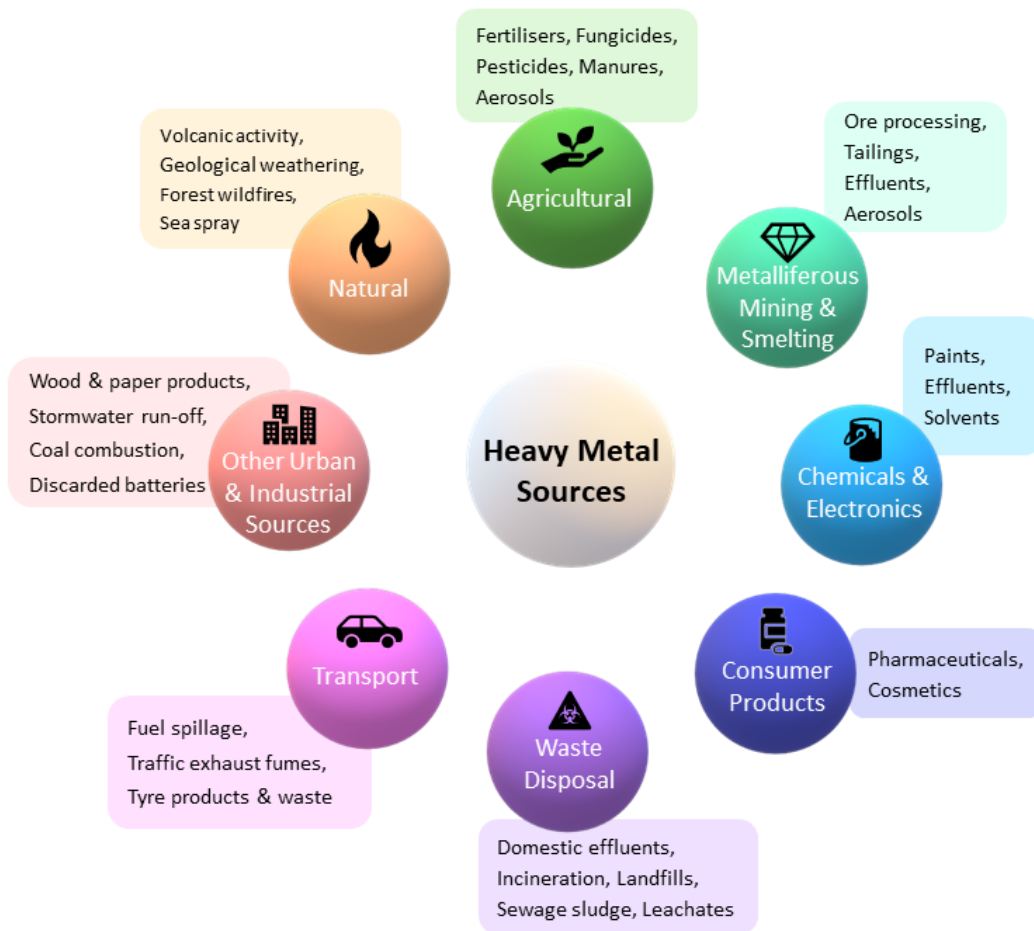 Fertilisers, Fungicides,
Pesticides, Manures,
Aerosols
Agricultural
Ore processing,
Tailings,
Effluents,
Aerosols
Metalliferous
Mining &
Smelting
Paints,
Effluents,
Solvents
Chemicals &
Electronics
Pharmaceuticals,
Cosmetics
Consumer
Products
Waste
Disposal
Domestic effluents,
Incineration, Landfills,
Sewage sludge, Leachates
Transport
Fuel spillage,
Traffic exhaust fumes,
Tyre products & waste
Wood & paper products,
Stormwater run-off,
Coal combustion,
Discarded batteries
Other Urban
& Industrial
Sources
Volcanic activity,
Geological weathering,
Forest wildfires,
Sea spray
Natural
Heavy Metal
Sources